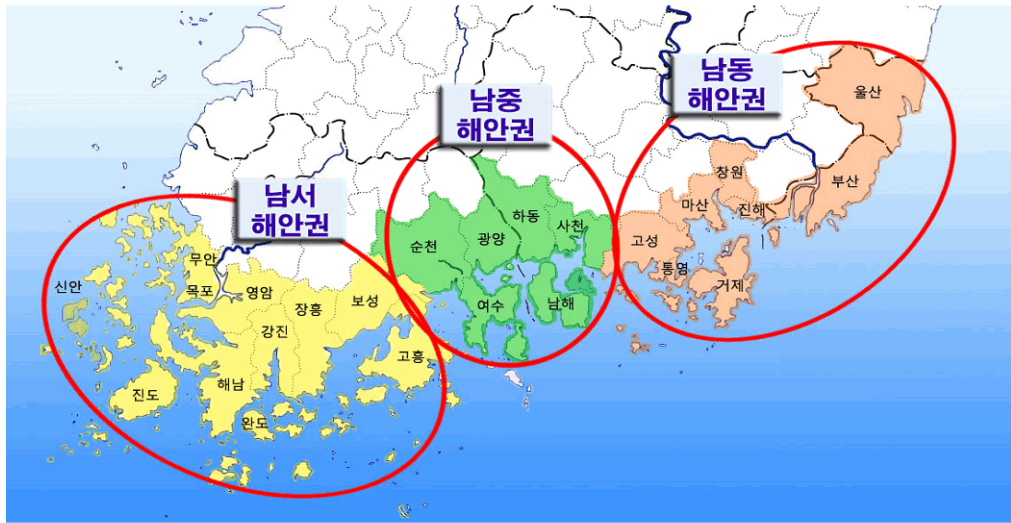 남서
해안권
신안
무안
목포
영암
장흥
보성
강진
고흥
해남
진도
완도
남중
해안권
순천
광양
하동
사천
여수
남해
남동
해안권
울산
부산
창원
마산
진해
고성
통영
거제